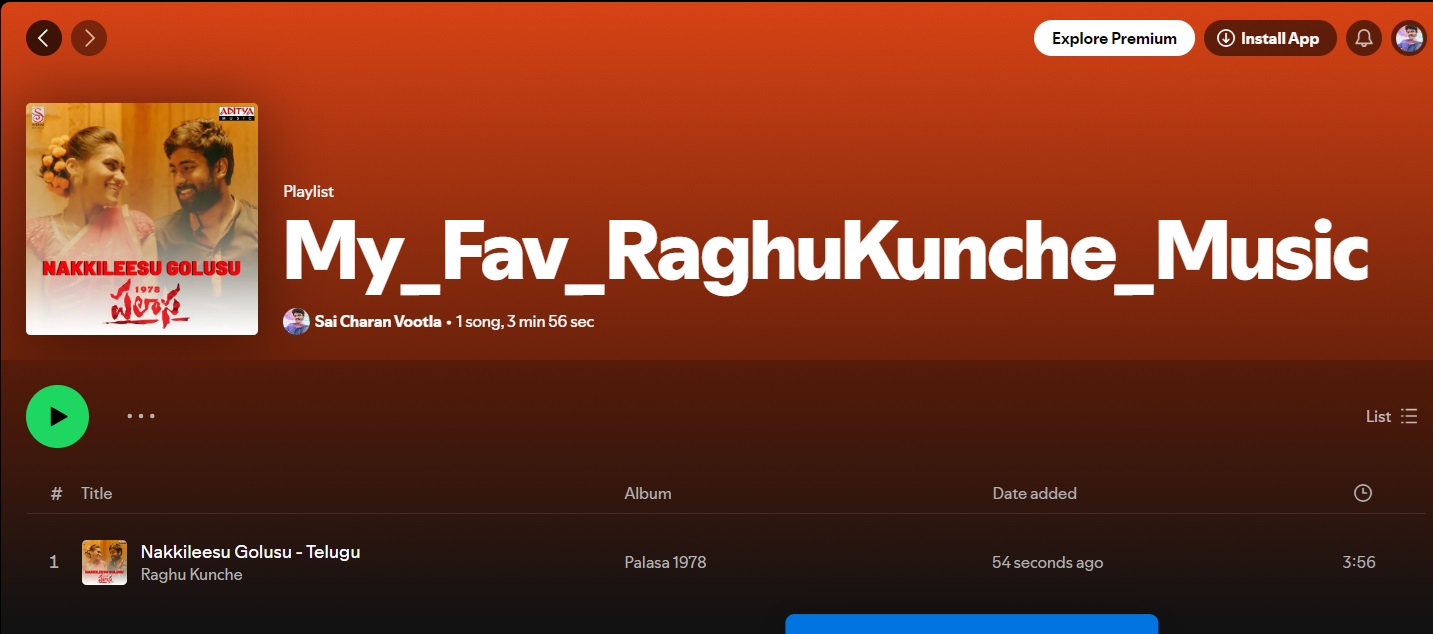 Explore Premium
Install App
S
ADITYA
MUSIC
NAKKILEESU GOLUSU
1978
పలాస
Playlist
My_Fav_RaghuKunche_Music
Sai Charan Vootla • 1 song, 3 min 56 sec
List
# Title Album Date added
1 Nakkileesu Golusu - Telugu Palasa 1978 54 seconds ago 3:56
Raghu Kunche